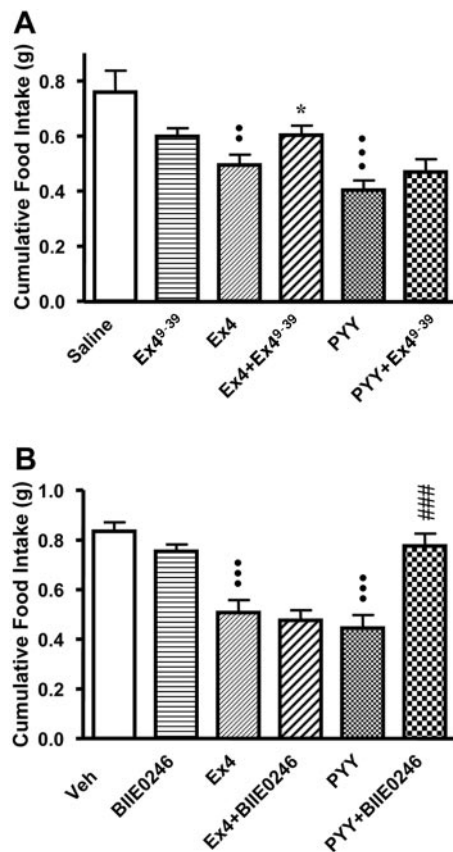 A
Cumulative Food Intake (g)
0.8
0.6
0.4
0.2
0.0
*
Saline
Ex4⁹⁻³⁹
Ex4
Ex4+Ex4⁹⁻³⁹
PYY
PYY+Ex4⁹⁻³⁹
B
Cumulative Food Intake (g)
1.0
0.8
0.6
0.4
0.2
0.0
###
Veh
BIIE0246
Ex4
Ex4+BIIE0246
PYY
PYY+BIIE0246